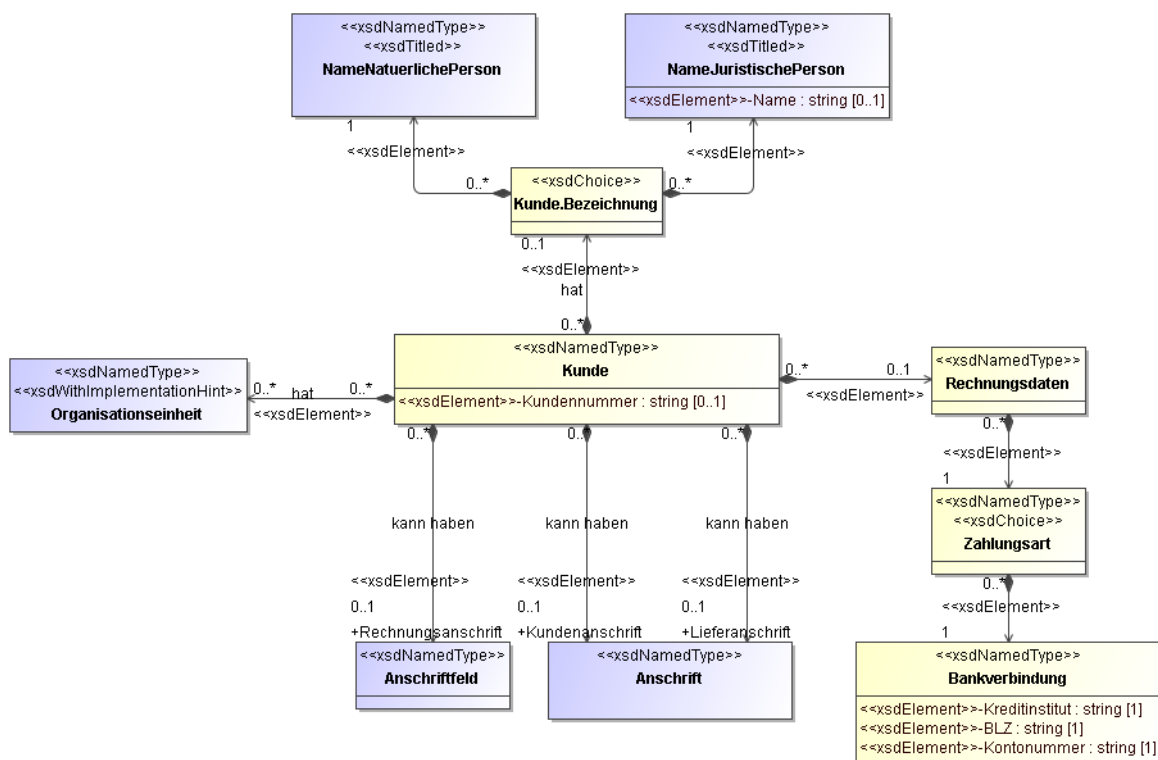 <<xsdNamedType>>
<<xsdTitled>>
NameNatuerlichePerson
<<xsdNamedType>>
<<xsdTitled>>
NameJuristischePerson
<<xsdElement>>-Name : string [0..1]
1
<<xsdElement>>
0..*
1
<<xsdElement>>
0..*
<<xsdChoice>>
Kunde.Bezeichnung
0..1
<<xsdElement>>
hat
0..*
<<xsdNamedType>>
Kunde
<<xsdElement>>-Kundennummer : string [0..1]
<<xsdNamedType>>
<<xsdWithImplementationHint>>
Organisationseinheit
0..*
hat
0..*
<<xsdElement>>
0..*
0..1
<<xsdElement>>
<<xsdNamedType>>
Rechnungsdaten
0..*
<<xsdElement>>
1
<<xsdNamedType>>
<<xsdChoice>>
Zahlungsart
0..*
<<xsdElement>>
1
<<xsdNamedType>>
Bankverbindung
<<xsdElement>>-Kreditinstitut : string [1]
<<xsdElement>>-BLZ : string [1]
<<xsdElement>>-Kontonummer : string [1]
0..*
kann haben
<<xsdElement>>
0..1
+Rechnungsanschrift
<<xsdNamedType>>
Anschriftfeld
0..*
kann haben
<<xsdElement>>
0..1
+Kundenanschrift
0..*
kann haben
<<xsdElement>>
0..1
+Lieferanschrift
<<xsdNamedType>>
Anschrift